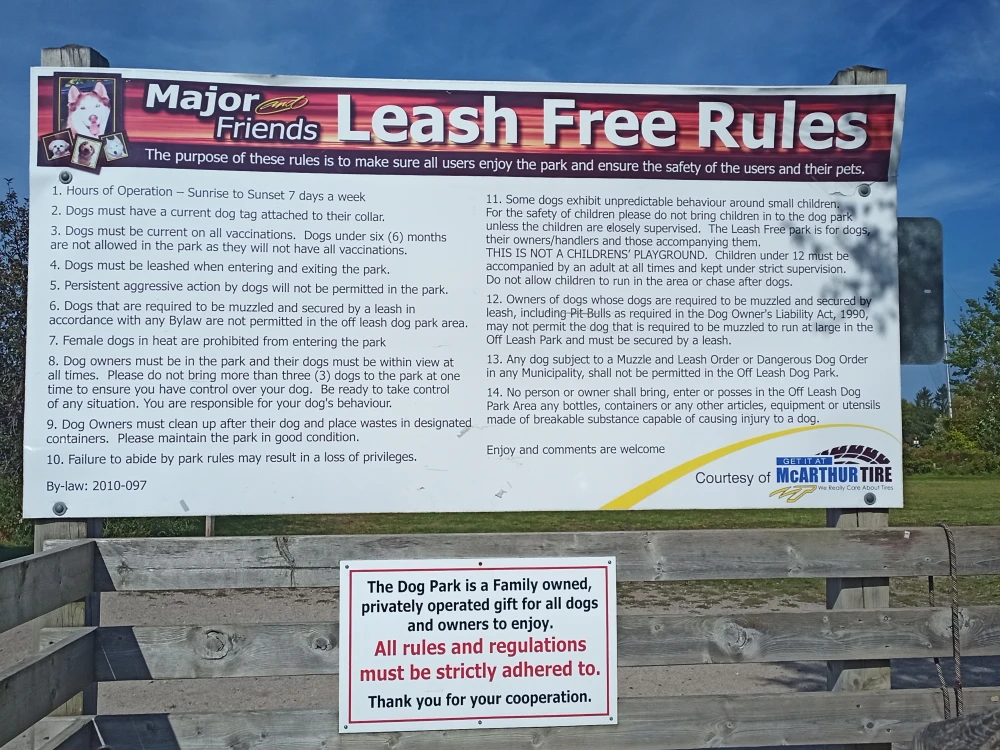 Major and
Friends
Leash Free Rules
The purpose of these rules is to make sure all users enjoy the park and ensure the safety of the users and their pets.
1. Hours of Operation – Sunrise to Sunset 7 days a week
2. Dogs must have a current dog tag attached to their collar.
3. Dogs must be current on all vaccinations. Dogs under six (6) months
are not allowed in the park as they will not have all vaccinations.
4. Dogs must be leashed when entering and exiting the park.
5. Persistent aggressive action by dogs will not be permitted in the park.
6. Dogs that are required to be muzzled and secured by a leash in
accordance with any Bylaw are not permitted in the off leash dog park area.
7. Female dogs in heat are prohibited from entering the park
8. Dog owners must be in the park and their dogs must be within view at
all times. Please do not bring more than three (3) dogs to the park at one
time to ensure you have control over your dog. Be ready to take control
of any situation. You are responsible for your dog's behaviour.
9. Dog Owners must clean up after their dog and place wastes in designated
containers. Please maintain the park in good condition.
10. Failure to abide by park rules may result in a loss of privileges.
By-law: 2010-097
11. Some dogs exhibit unpredictable behaviour around small children.
For the safety of children please do not bring children in to the dog park
unless the children are closely supervised. The Leash Free park is for dogs,
their owners/handlers and those accompanying them.
THIS IS NOT A CHILDRENS' PLAYGROUND. Children under 12 must be
accompanied by an adult at all times and kept under strict supervision.
Do not allow children to run in the area or chase after dogs.
12. Owners of dogs whose dogs are required to be muzzled and secured by
leash, including Pit Bulls as required in the Dog Owner's Liability Act, 1990,
may not permit the dog that is required to be muzzled to run at large in the
Off Leash Park and must be secured by a leash.
13. Any dog subject to a Muzzle and Leash Order or Dangerous Dog Order
in any Municipality, shall not be permitted in the Off Leash Dog Park.
14. No person or owner shall bring, enter or posses in the Off Leash Dog
Park Area any bottles, containers or any other articles, equipment or utensils
made of breakable substance capable of causing injury to a dog.
Enjoy and comments are welcome
Courtesy of
GET IT AT
McARTHUR TIRE
We Really Care About Tires
The Dog Park is a Family owned,
privately operated gift for all dogs
and owners to enjoy.
All rules and regulations
must be strictly adhered to.
Thank you for your cooperation.